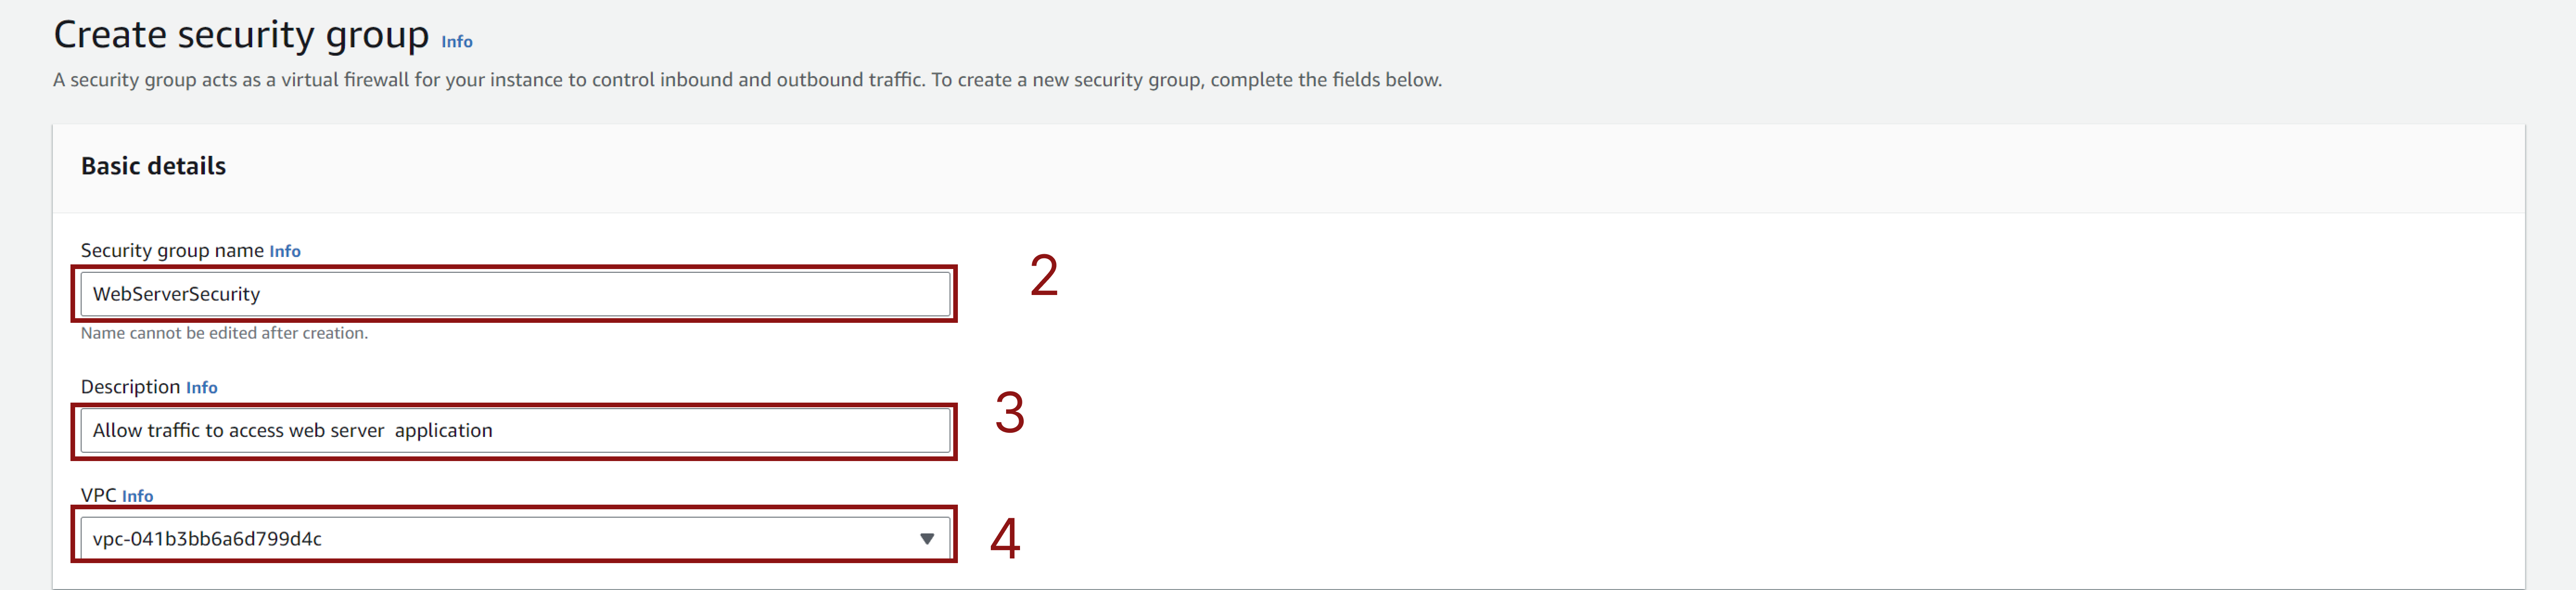 Create security group Info
A security group acts as a virtual firewall for your instance to control inbound and outbound traffic. To create a new security group, complete the fields below.
Basic details
Security group name Info
WebServerSecurity
2
Name cannot be edited after creation.
Description Info
Allow traffic to access web server  application
3
VPC Info
vpc-041b3bb6a6d799d4c
4